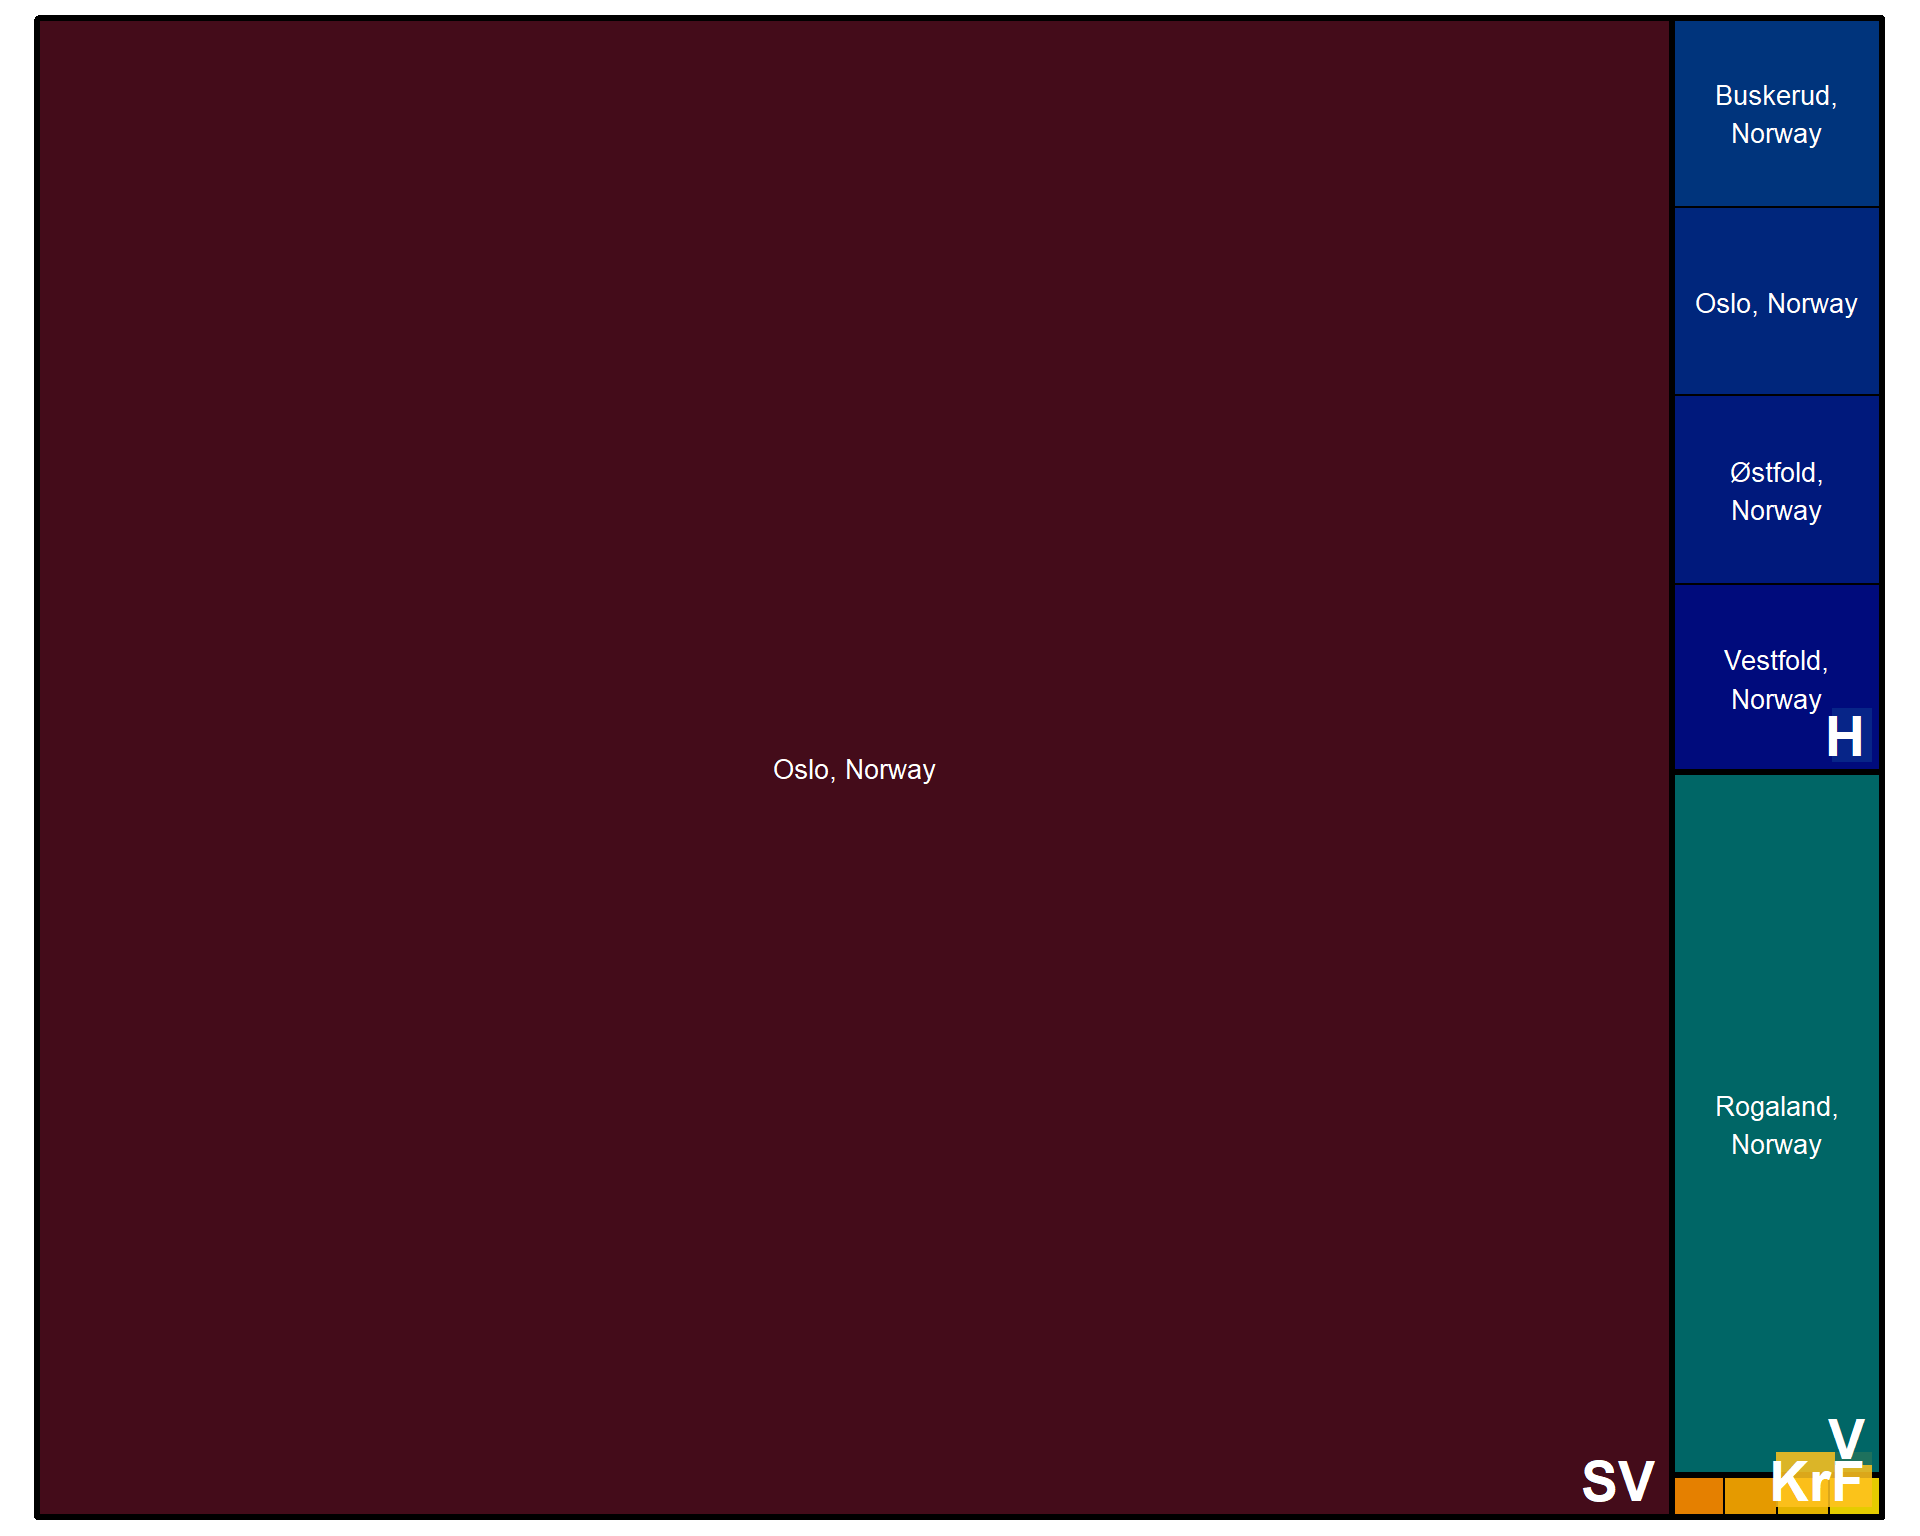 Oslo, Norway
SV
Buskerud,
Norway
Oslo, Norway
Østfold,
Norway
Vestfold,
Norway
H
Rogaland,
Norway
V
KrF